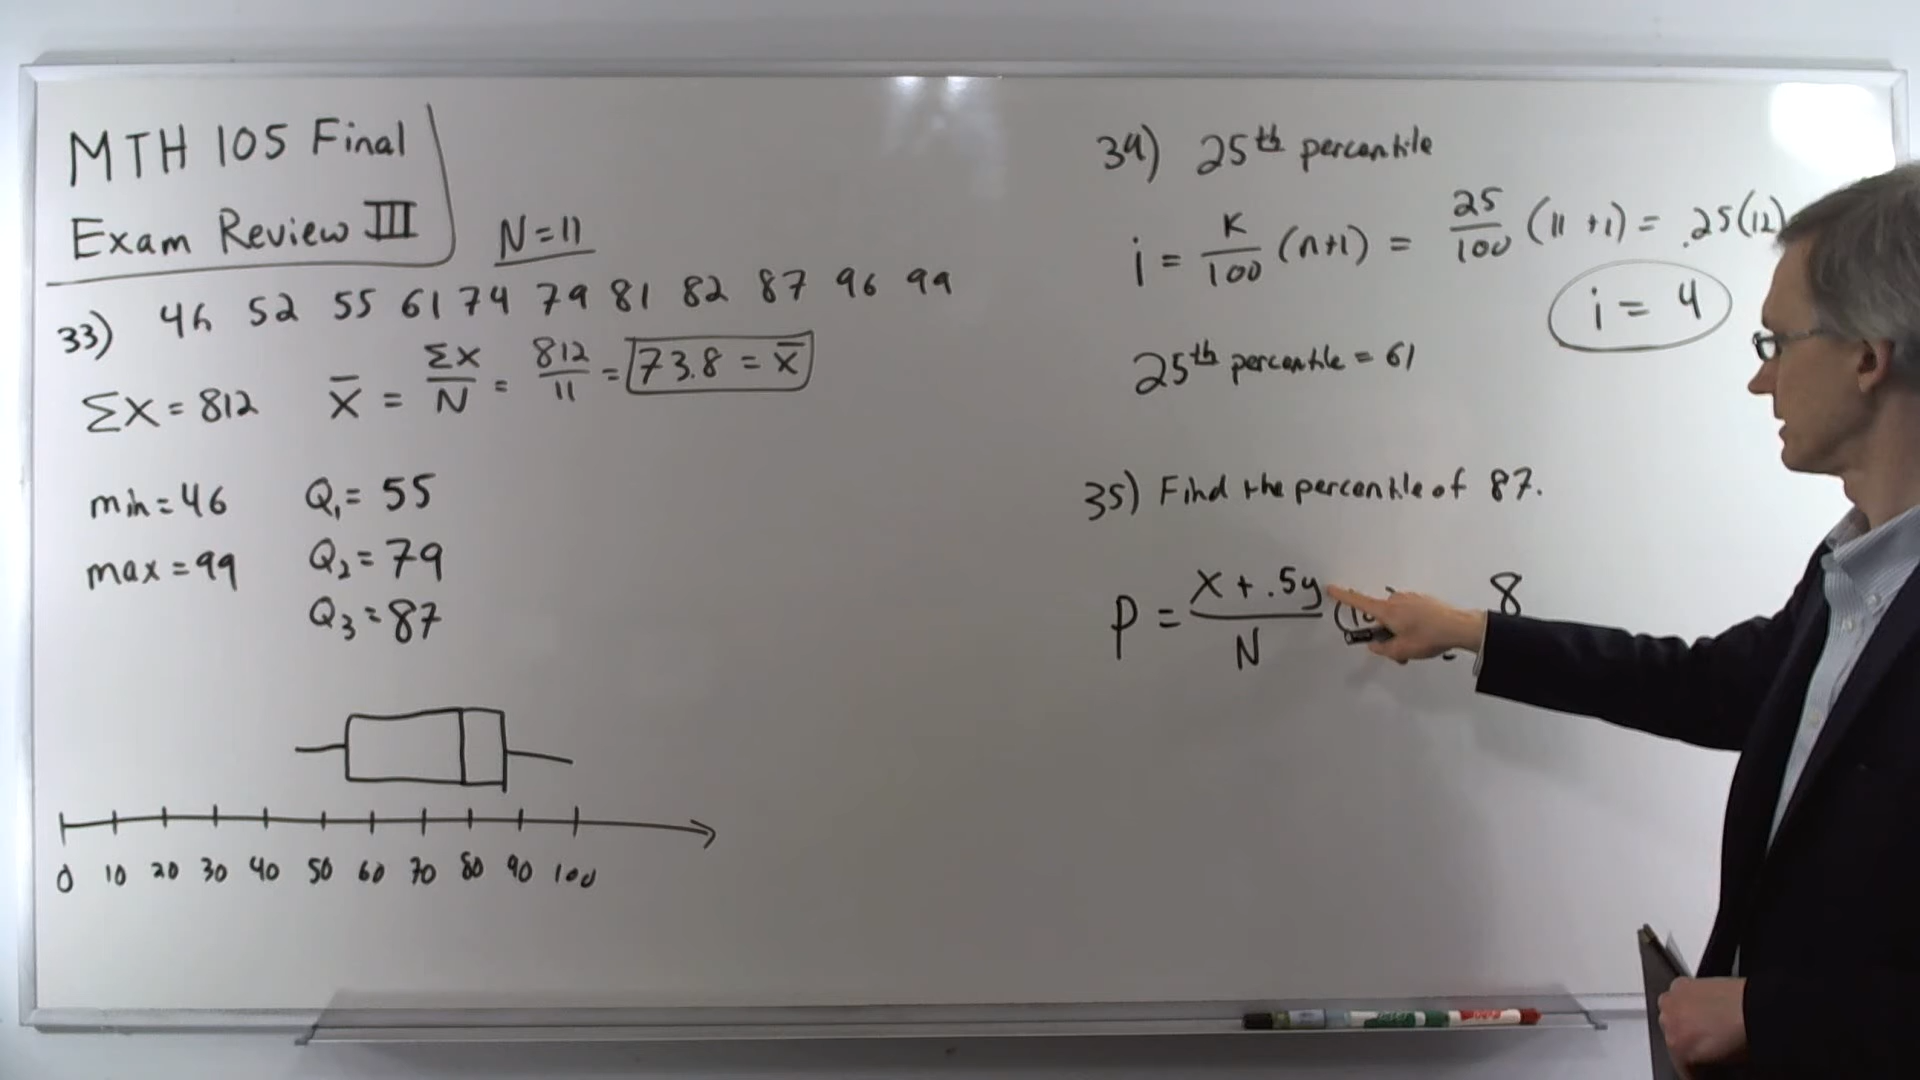 MTH 105 Final
Exam Review III
N=11
33) 46 52 55 61 74 79 81 82 87 96 99
Σx = 812 x̄ = Σx/N = 812/11 = 73.8 = x̄
min = 46 Q₁ = 55
max = 99 Q₂ = 79
Q₃ = 87
0 10 20 30 40 50 60 70 80 90 100
34) 25th percentile
i = K/100 (n+1) = 25/100 (11+1) = .25(12)
i = 4
25th percentile = 61
35) Find the percentile of 87.
P = x + .5y / N = 8